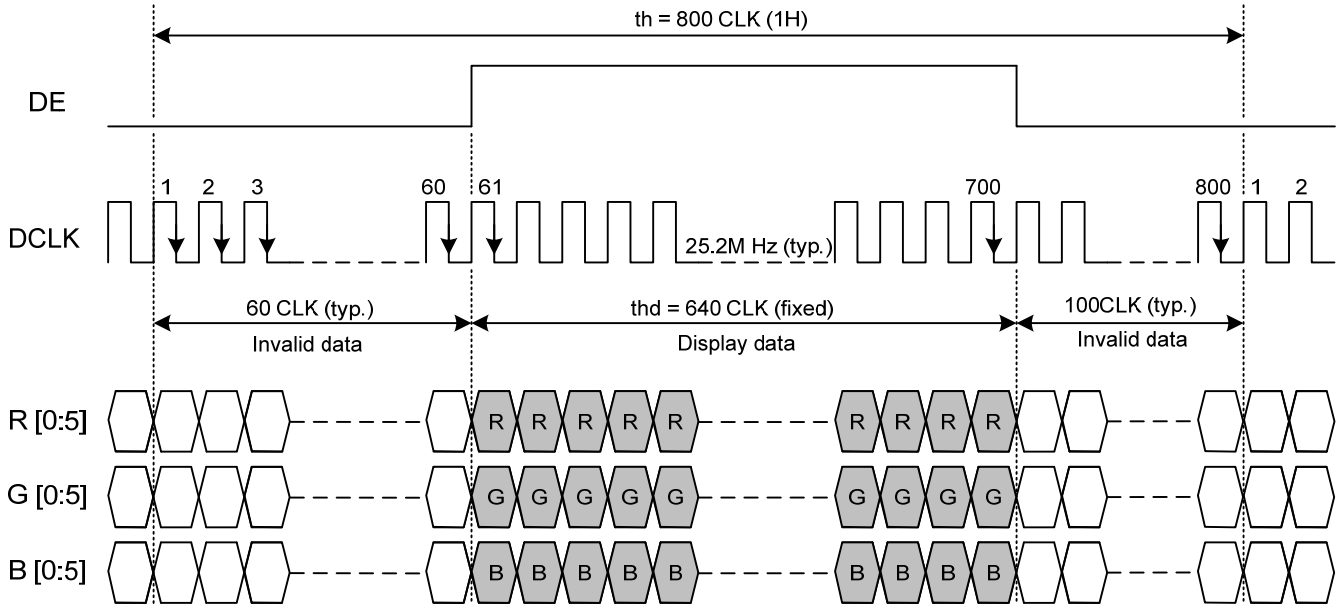 th = 800 CLK (1H)
DE
1 2 3 60 61 700 800 1 2
DCLK
25.2M Hz (typ.)
60 CLK (typ.) thd = 640 CLK (fixed) 100CLK (typ.)
Invalid data Display data Invalid data
R [0:5] R R R R R R R R R
G [0:5] G G G G G G G G G
B [0:5] B B B B B B B B B